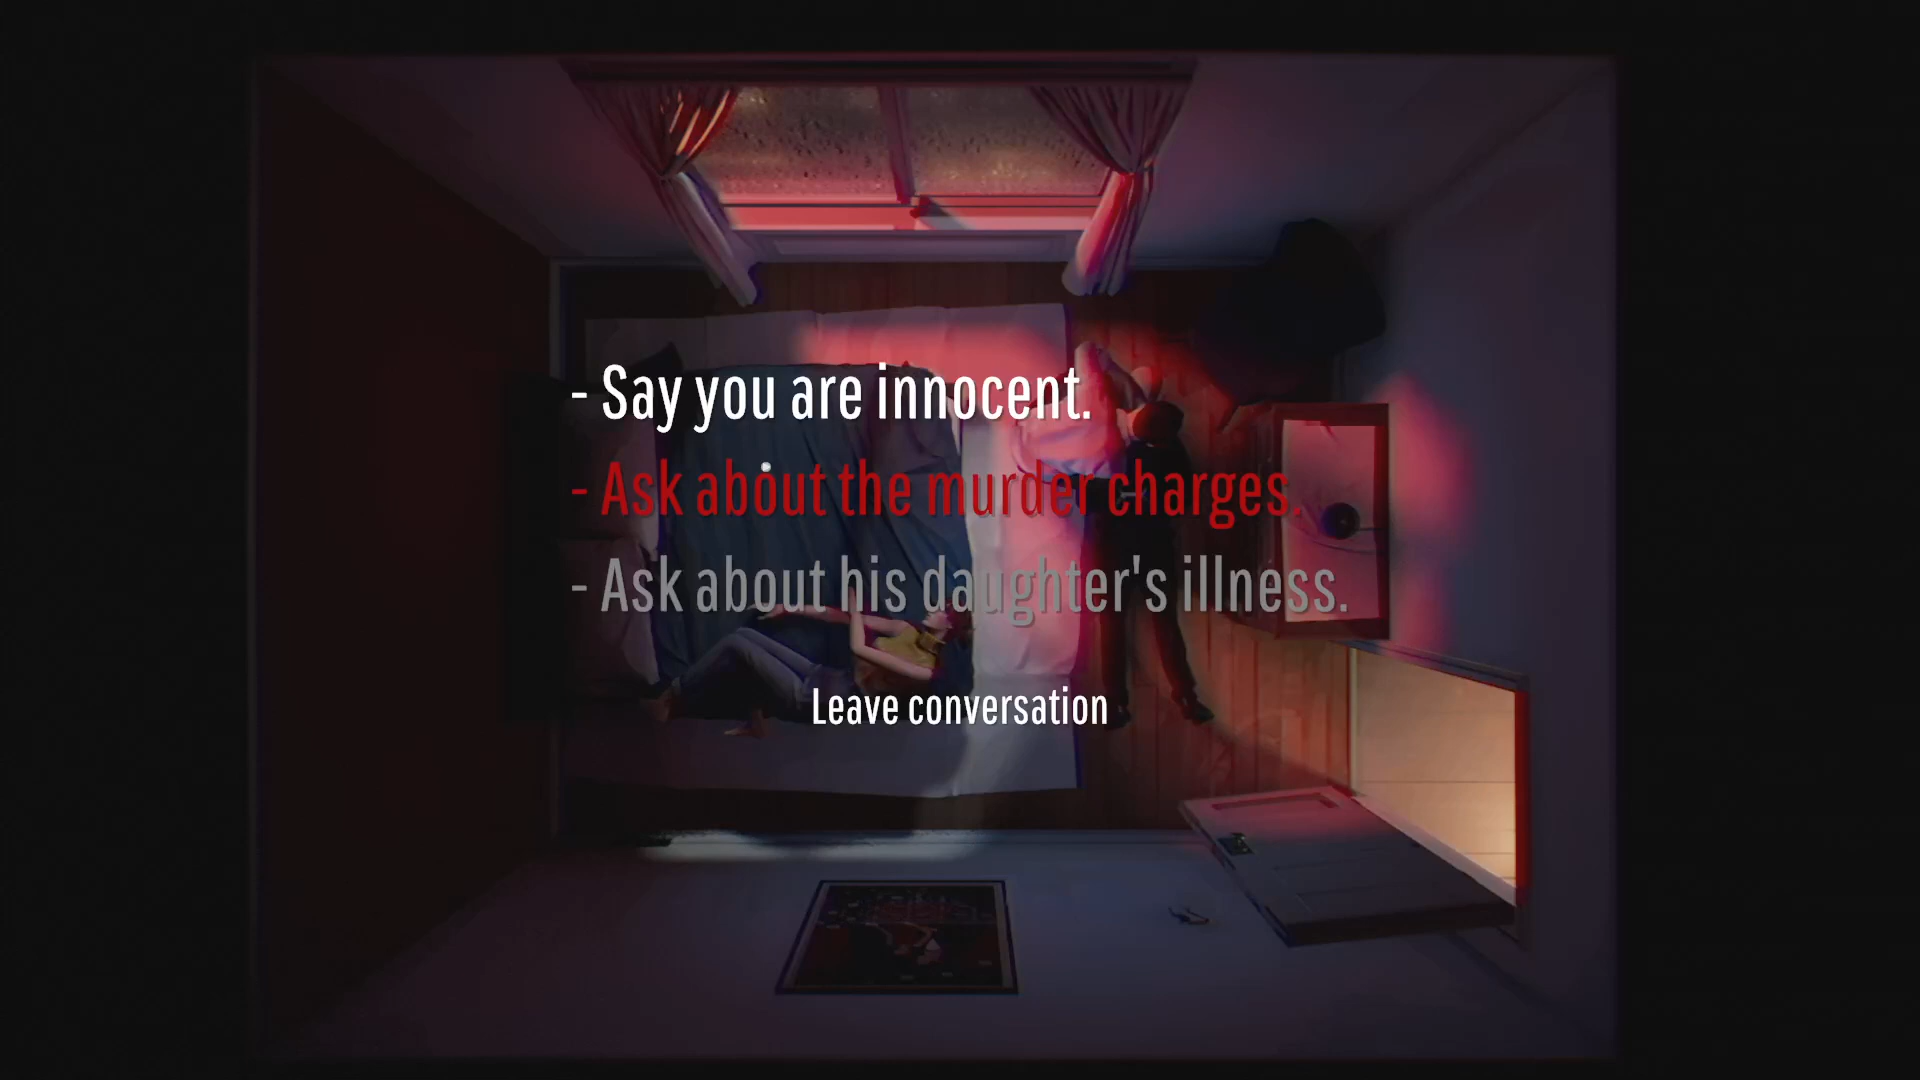 - Say you are innocent.
- Ask about the murder charges.
- Ask about his daughter's illness.
Leave conversation